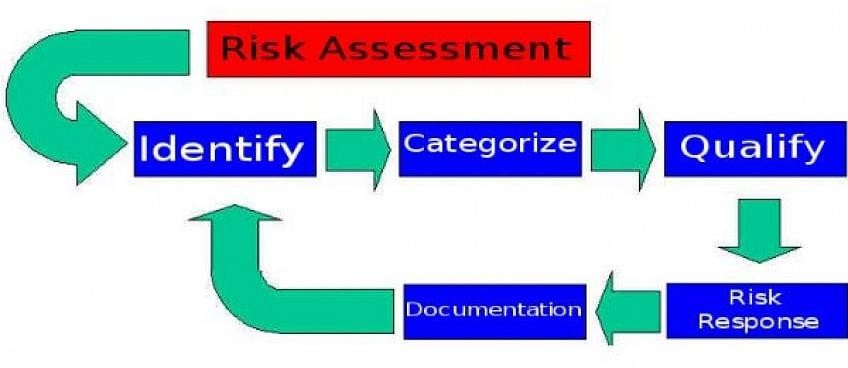 Risk Assessment
Identify
Categorize
Qualify
Risk
Response
Documentation